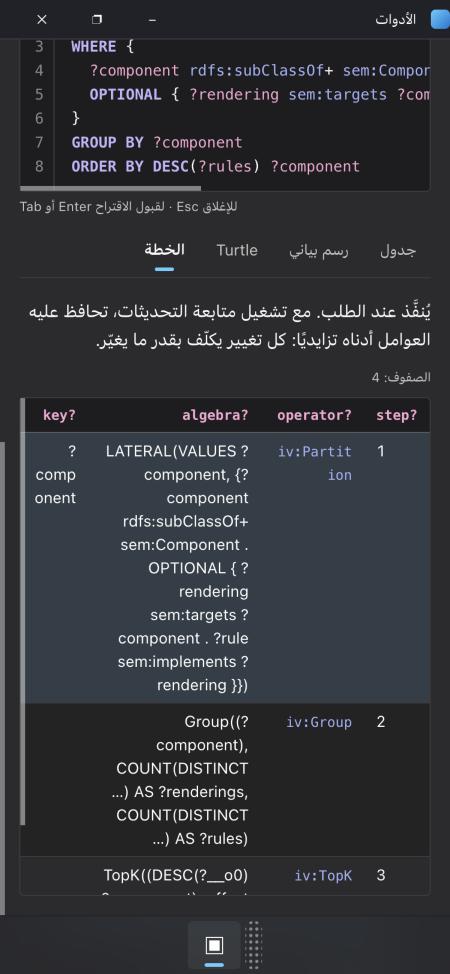 الأدوات
3 WHERE {
4 ?component rdfs:subClassOf+ sem:Compor
5 OPTIONAL { ?rendering sem:targets ?com
6 }
7 GROUP BY ?component
8 ORDER BY DESC(?rules) ?component
Tab أو Enter لقبول الاقتراح · Esc للإغلاق
جدول رسم بياني Turtle الخطة
يُنفَّذ عند الطلب. مع تشغيل متابعة التحديثات، تحافظ عليه
العوامل أدناه تزايديًا: كل تغيير يكلّف بقدر ما يغيّر.
الصفوف: 4
?step ?operator ?algebra ?key
1
iv:Partit
ion
LATERAL(VALUES ?
component, {?
component
rdfs:subClassOf+
sem:Component .
OPTIONAL { ?
rendering
sem:targets ?
component . ?rule
sem:implements ?
rendering }})
?
comp
onent
2
iv:Group
Group((?
component),
COUNT(DISTINCT
...) AS ?renderings,
COUNT(DISTINCT
...) AS ?rules)
3
iv:TopK
TopK((DESC(?__o0)